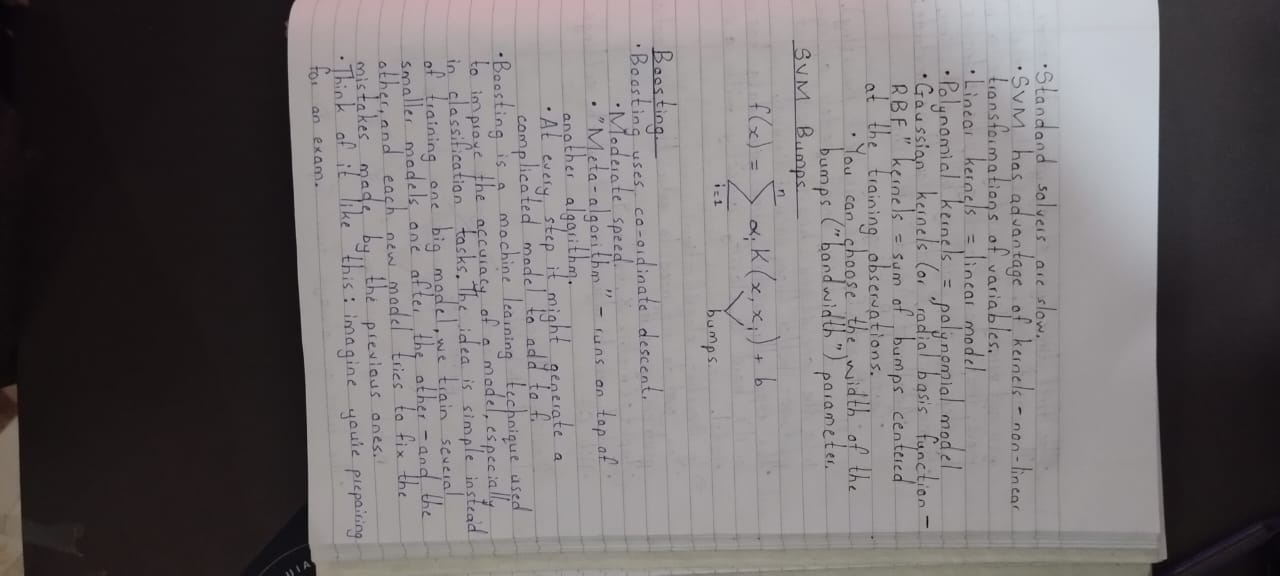 • Standard solvers are slow.
• SVM has advantage of kernels - non-linear
transformations of variables.
• Linear kernels = linear model
• Polynomial kernels = polynomial model
• Gaussian kernels (or radial basis function -
RBF" kernels = sum of bumps centered
at the training observations.
• You can choose the width of the
bumps ("bandwidth") parameter.
SVM Bumps
f(x) = n∑i=1 αi K(x, xi) + b
bumps
Boosting
• Boosting uses co-ordinate descent.
• Moderate speed.
• "Meta-algorithm" - runs on top of
another algorithm.
• At every step it might generate a
complicated model to add to f.
• Boosting is a machine learning technique used
to improve the accuracy of a model, especially
in classification tasks. The idea is simple instead
of training one big model, we train several
smaller models one after the other - and the
other, and each new model tries to fix the
mistakes made by the previous ones.
• Think of it like this: imagine you're prepairing
for an exam.